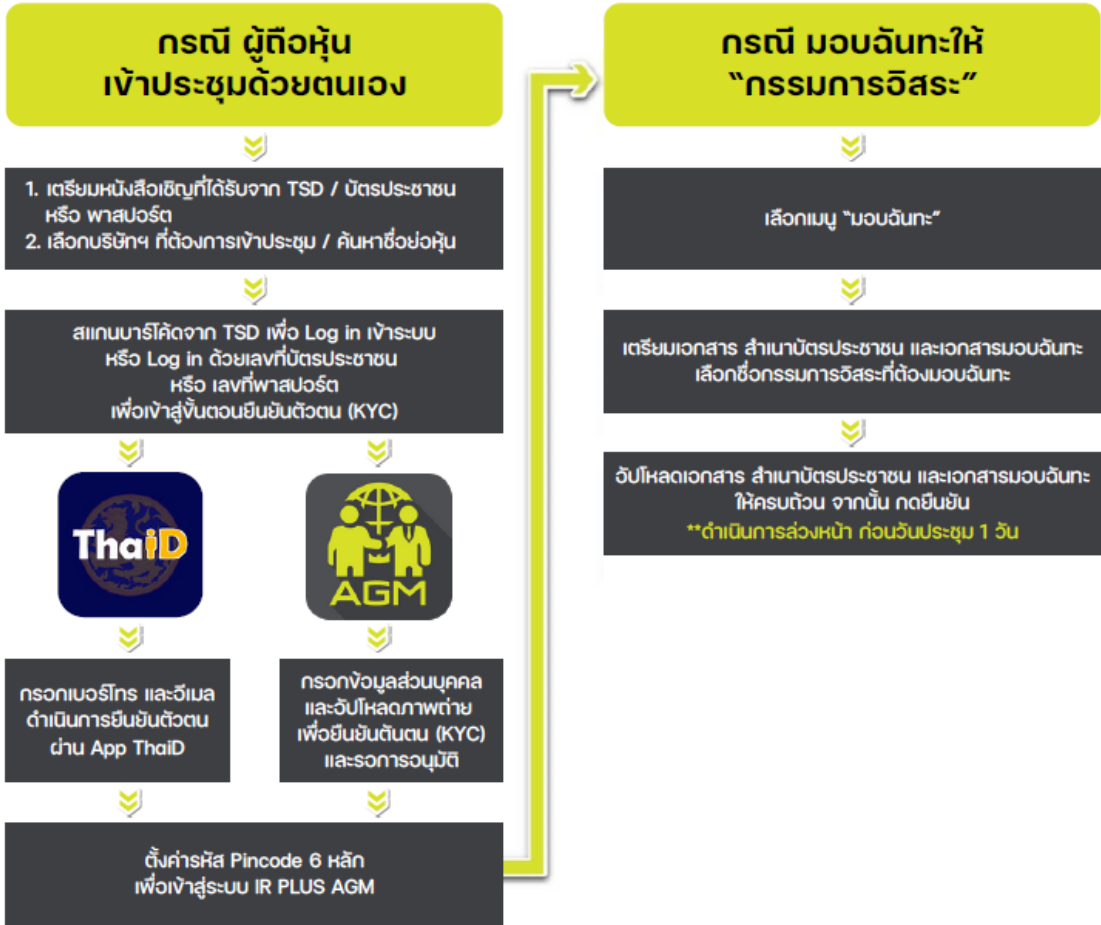 กรณี ผู้ถือหุ้น
เข้าประชุมด้วยตนเอง
1. เตรียมหนังสือเชิญที่ได้รับจาก TSD / บัตรประชาชน
หรือ พาสปอร์ต
2. เลือกบริษัทฯ ที่ต้องการเข้าประชุม / ค้นหาชื่อย่อหุ้น
สแกนบาร์โค้ดจาก TSD เพื่อ Log in เข้าระบบ
หรือ Log in ด้วยเลขที่บัตรประชาชน
หรือ เลขที่พาสปอร์ต
เพื่อเข้าสู่ขั้นตอนยืนยันตัวตน (KYC)
ThaiD
AGM
กรอกเบอร์โทร และอีเมล
ดำเนินการยืนยันตัวตน
ผ่าน App ThaiD
กรอกข้อมูลส่วนบุคคล
และอัปโหลดภาพถ่าย
เพื่อยืนยันตันตน (KYC)
และรอการอนุมัติ
ตั้งค่ารหัส Pincode 6 หลัก
เพื่อเข้าสู่ระบบ IR PLUS AGM
กรณี มอบฉันทะให้
“กรรมการอิสระ”
เลือกเมนู “มอบฉันทะ”
เตรียมเอกสาร สำเนาบัตรประชาชน และเอกสารมอบฉันทะ
เลือกชื่อกรรมการอิสระที่ต้องมอบฉันทะ
อัปโหลดเอกสาร สำเนาบัตรประชาชน และเอกสารมอบฉันทะ
ให้ครบถ้วน จากนั้น กดยืนยัน
**ดำเนินการล่วงหน้า ก่อนวันประชุม 1 วัน